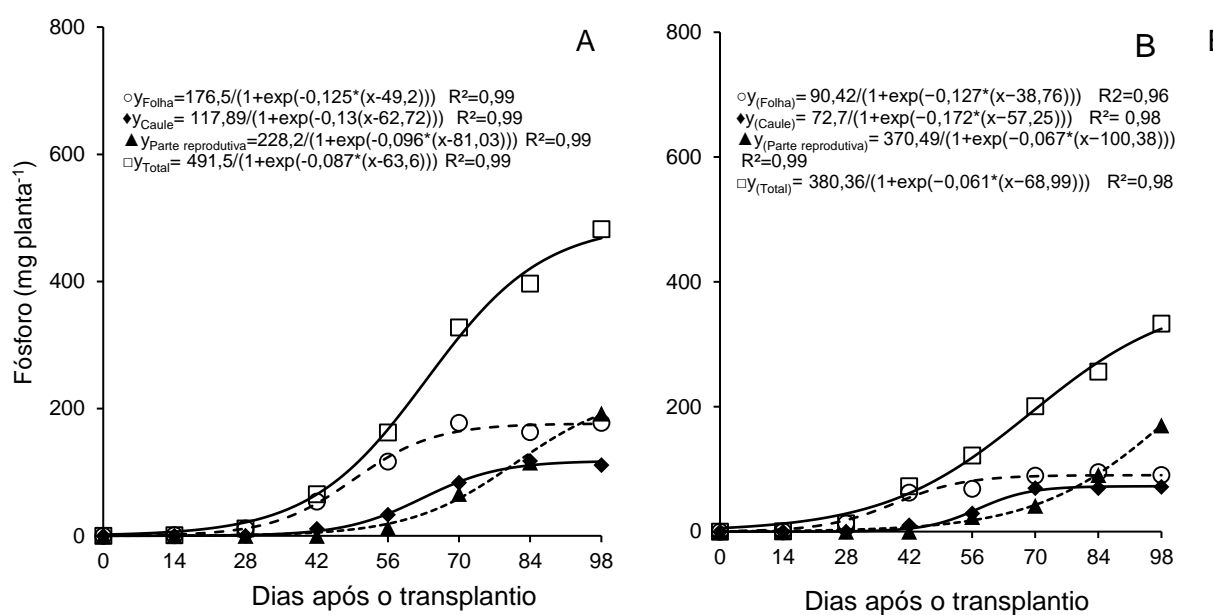 Fósforo (mg planta-1)
800
600
400
200
0
A
○yFolha=176,5/(1+exp(-0,125*(x-49,2))) R²=0,99
♦yCaule= 117,89/(1+exp(-0,13(x-62,72)) R²=0,99
▲yParte reprodutiva=228,2/(1+exp(-0,096*(x-81,03))) R²=0,99
□yTotal= 491,5/(1+exp(-0,087*(x-63,6))) R²=0,99
0 14 28 42 56 70 84 98
Dias após o transplantio
800
600
400
200
0
B
○y(Folha)= 90,42/(1+exp(−0,127*(x−38,76))) R2=0,96
♦y(Caule)= 72,7/(1+exp(−0,172*(x−57,25))) R²= 0,98
▲y(Parte reprodutiva)= 370,49/(1+exp(−0,067*(x−100,38)))
R²=0,99
□y(Total)= 380,36/(1+exp(−0,061*(x−68,99))) R²=0,98
0 14 28 42 56 70 84 98
Dias após o transplantio